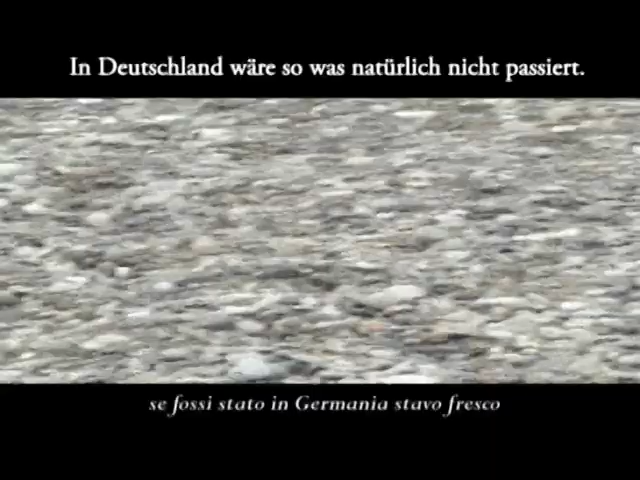 In Deutschland wäre so was natürlich nicht passiert.
se fossi stato in Germania stavo fresco